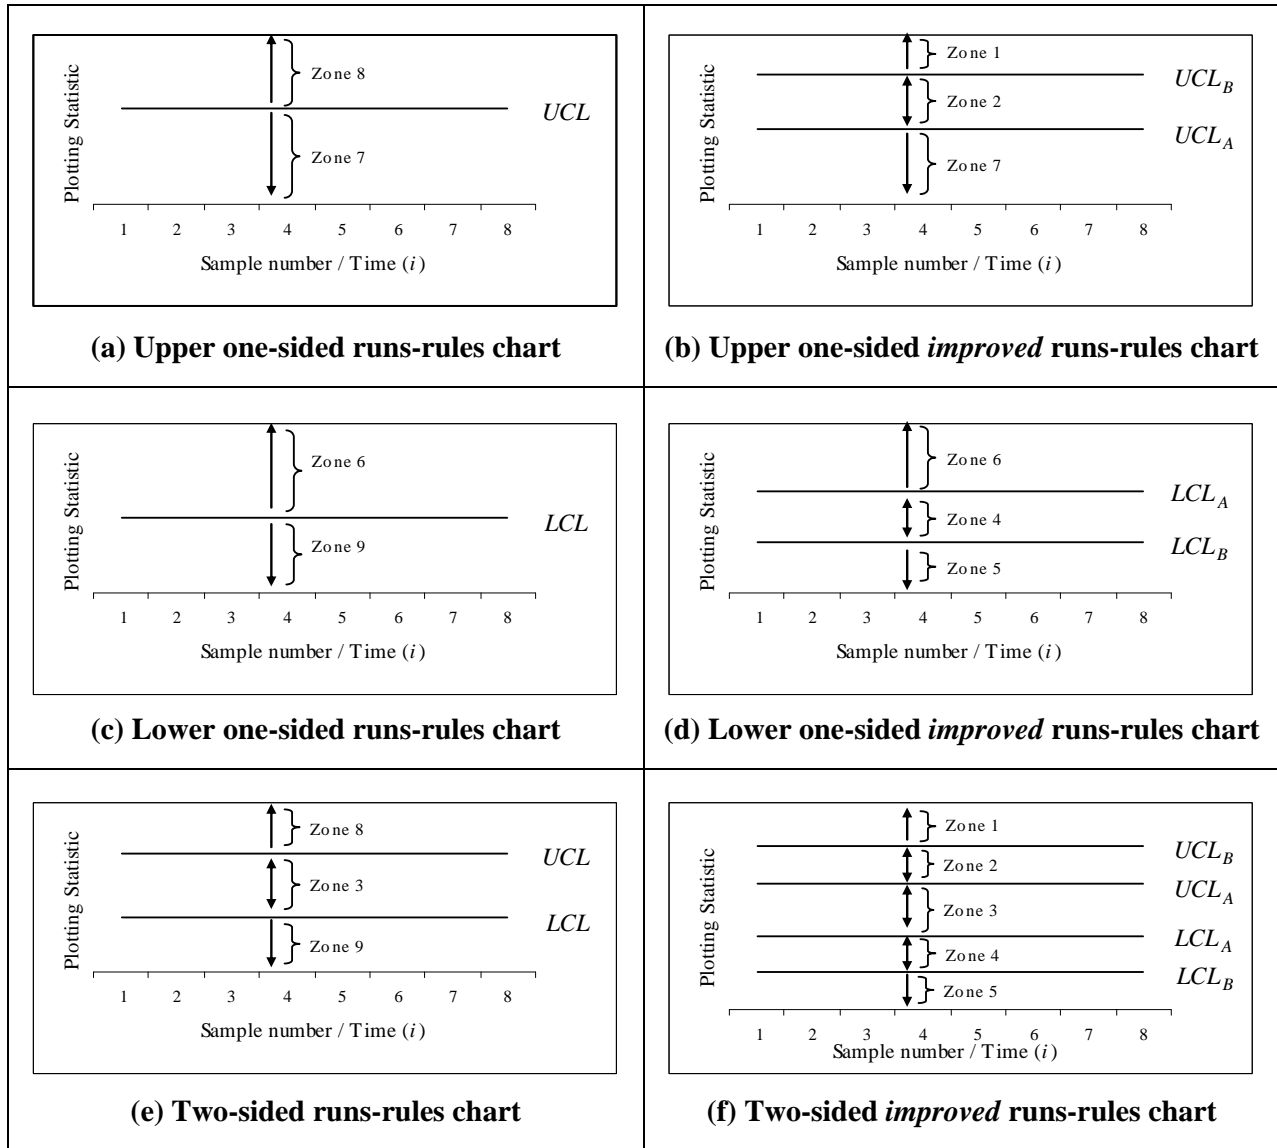 Plotting Statistic
Zone 8
UCL
Zone 7
1 2 3 4 5 6 7 8
Sample number / Time (i)
(a) Upper one-sided runs-rules chart
Plotting Statistic
Zone 1
UCL_B
Zone 2
UCL_A
Zone 7
1 2 3 4 5 6 7 8
Sample number / Time (i)
(b) Upper one-sided improved runs-rules chart
Plotting Statistic
Zone 6
LCL
Zone 9
1 2 3 4 5 6 7 8
Sample number / Time (i)
(c) Lower one-sided runs-rules chart
Plotting Statistic
Zone 6
LCL_A
Zone 4
LCL_B
Zone 5
1 2 3 4 5 6 7 8
Sample number / Time (i)
(d) Lower one-sided improved runs-rules chart
Plotting Statistic
Zone 8
UCL
Zone 3
LCL
Zone 9
1 2 3 4 5 6 7 8
Sample number / Time (i)
(e) Two-sided runs-rules chart
Plotting Statistic
Zone 1
UCL_B
Zone 2
UCL_A
Zone 3
LCL_A
Zone 4
LCL_B
Zone 5
1 2 3 4 5 6 7 8
Sample number / Time (i)
(f) Two-sided improved runs-rules chart